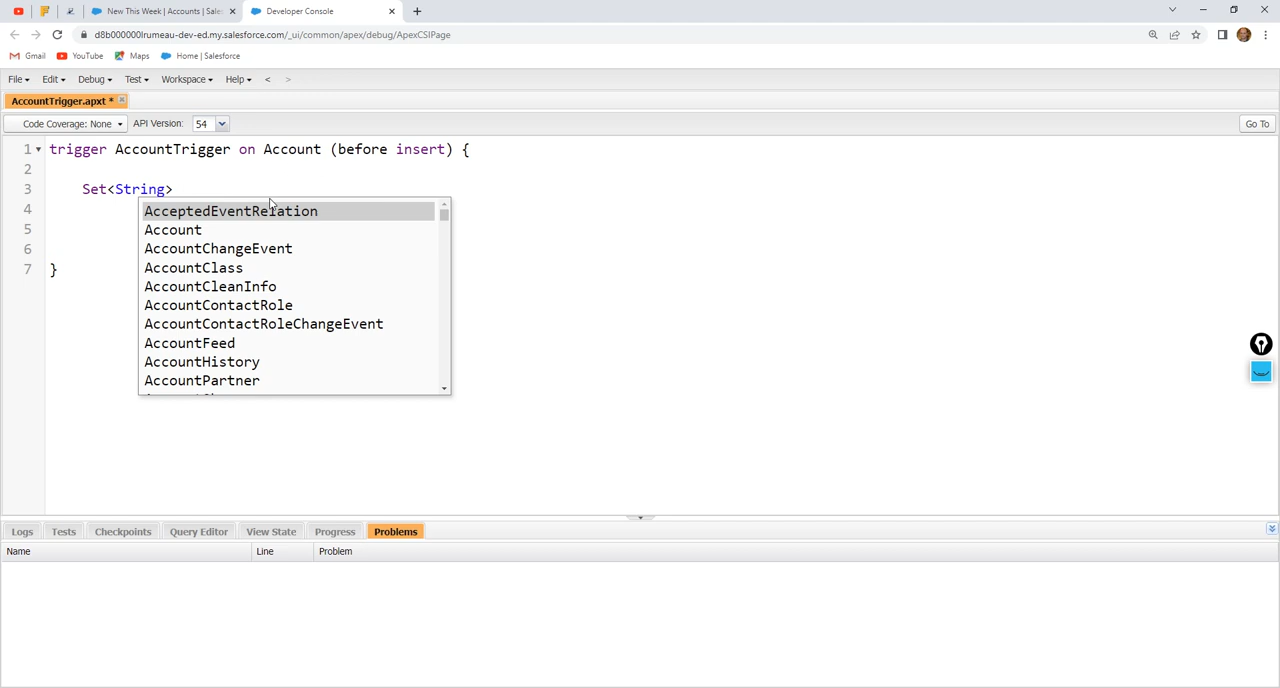 New This Week | Accounts | Sales
Developer Console
d8b000000lrumeau-dev-ed.my.salesforce.com/_ui/common/apex/debug/ApexCSIPage
Gmail YouTube Maps Home | Salesforce
File Edit Debug Test Workspace Help < >
AccountTrigger.apxt *
Code Coverage: None API Version: 54 Go To
1 trigger AccountTrigger on Account (before insert) {
2
3 Set<String>
4
5
6
7 }
AcceptedEventRelation
Account
AccountChangeEvent
AccountClass
AccountCleanInfo
AccountContactRole
AccountContactRoleChangeEvent
AccountFeed
AccountHistory
AccountPartner
Logs Tests Checkpoints Query Editor View State Progress Problems
Name Line Problem